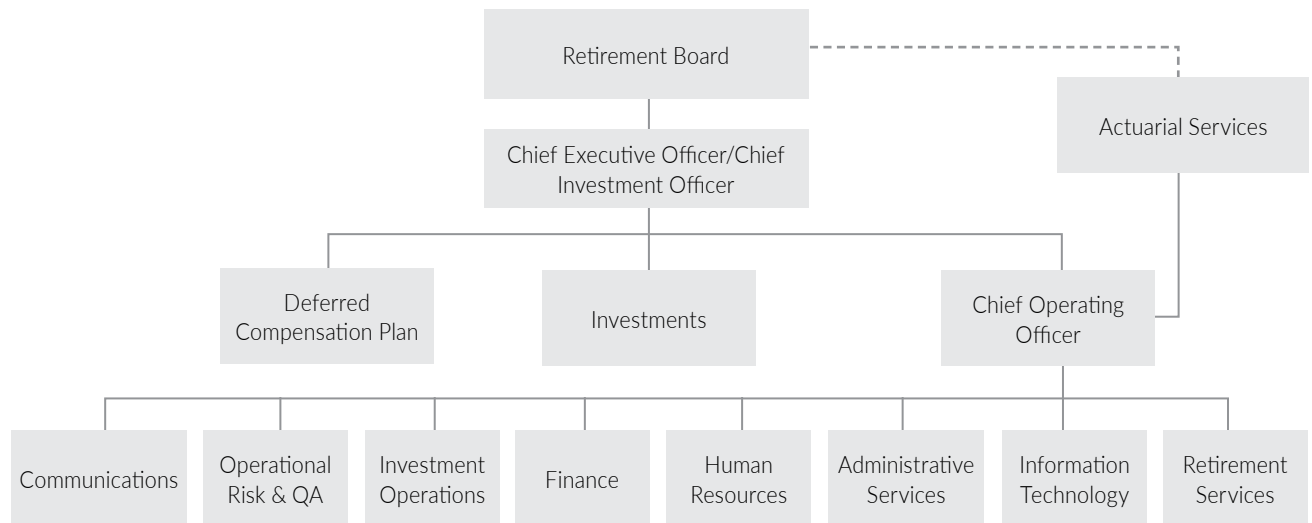 Retirement Board
Actuarial Services
Chief Executive Officer/Chief
Investment Officer
Deferred
Compensation Plan
Investments
Chief Operating
Officer
Communications
Operational
Risk & QA
Investment
Operations
Finance
Human
Resources
Administrative
Services
Information
Technology
Retirement
Services